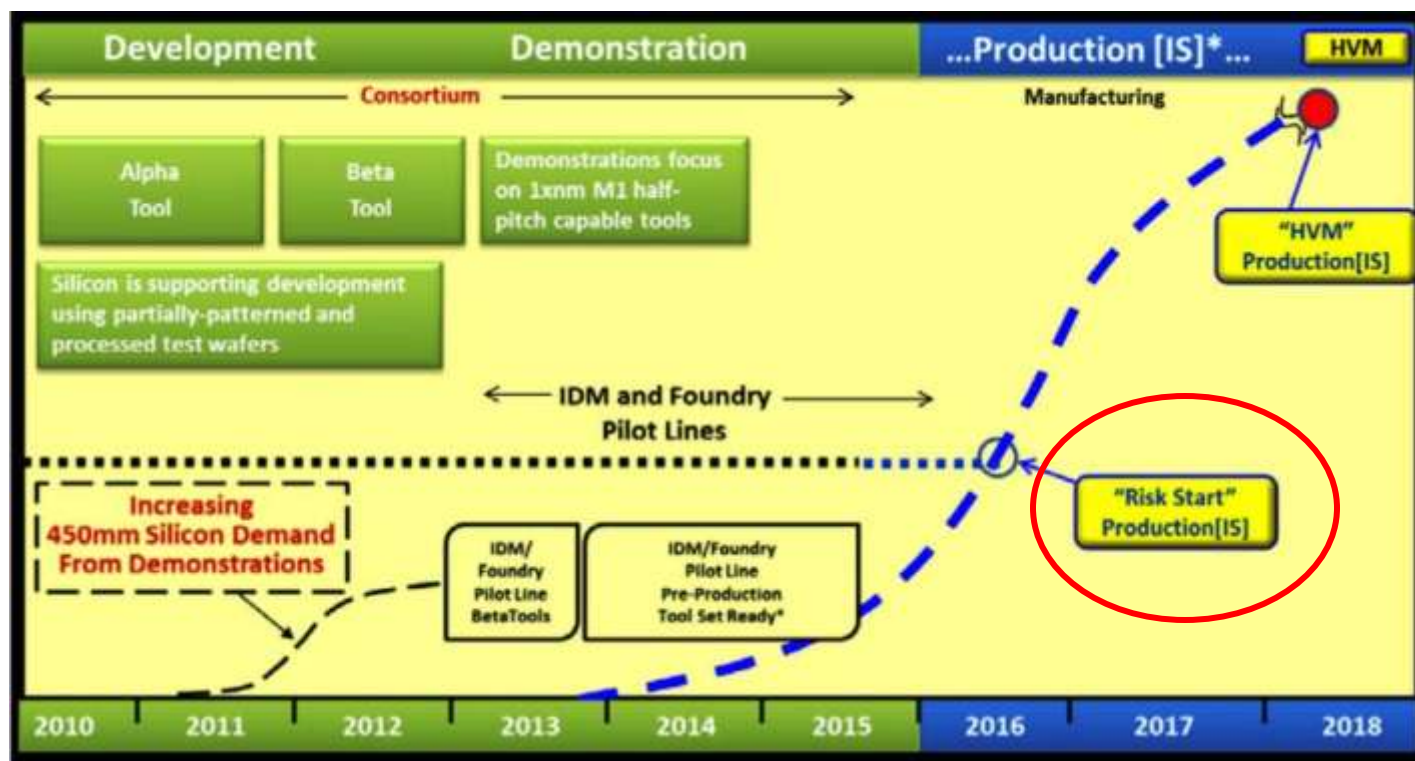 Development
Demonstration
...Production [IS]*...
HVM
Consortium
Manufacturing
Alpha
Tool
Beta
Tool
Demonstrations focus
on 1xnm M1 half-
pitch capable tools
"HVM"
Production[IS]
Silicon is supporting development
using partially-patterned and
processed test wafers
IDM and Foundry
Pilot Lines
"Risk Start"
Production[IS]
Increasing
450mm Silicon Demand
From Demonstrations
IDM/
Foundry
Pilot Line
BetaTools
IDM/Foundry
Pilot Line
Pre-Production
Tool Set Ready*
2010
2011
2012
2013
2014
2015
2016
2017
2018